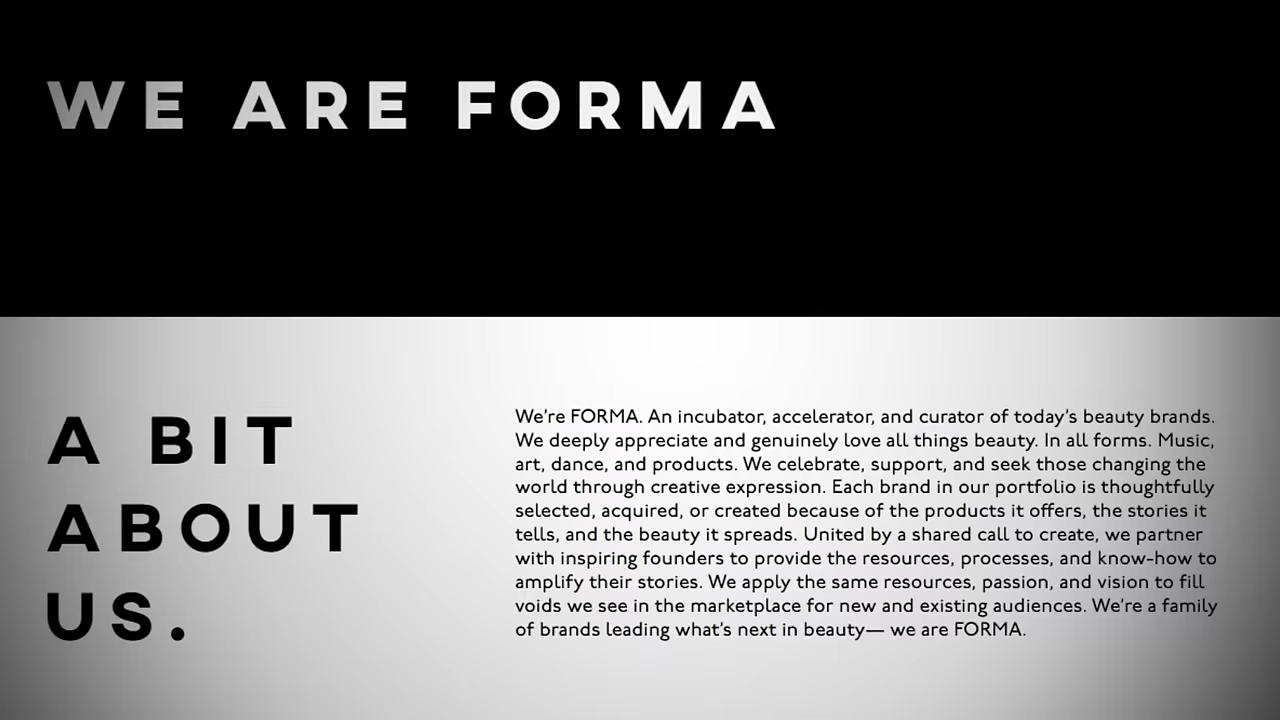 WE ARE FORMA
A BIT
ABOUT
US.
We’re FORMA. An incubator, accelerator, and curator of today’s beauty brands.
We deeply appreciate and genuinely love all things beauty. In all forms. Music,
art, dance, and products. We celebrate, support, and seek those changing the
world through creative expression. Each brand in our portfolio is thoughtfully
selected, acquired, or created because of the products it offers, the stories it
tells, and the beauty it spreads. United by a shared call to create, we partner
with inspiring founders to provide the resources, processes, and know-how to
amplify their stories. We apply the same resources, passion, and vision to fill
voids we see in the marketplace for new and existing audiences. We’re a family
of brands leading what’s next in beauty— we are FORMA.